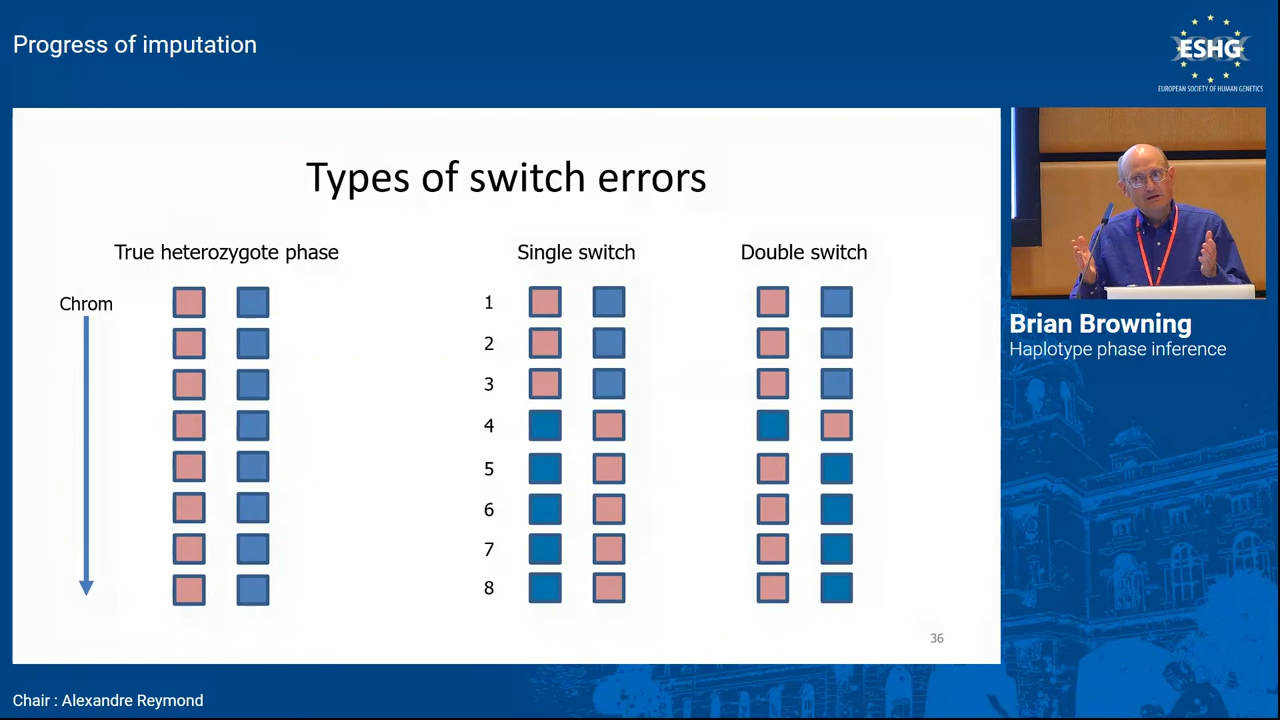 Progress of imputation
ESHG
EUROPEAN SOCIETY OF HUMAN GENETICS
Types of switch errors
True heterozygote phase
Single switch
Double switch
Chrom
1
2
3
4
5
6
7
8
36
Brian Browning
Haplotype phase inference
Chair : Alexandre Reymond